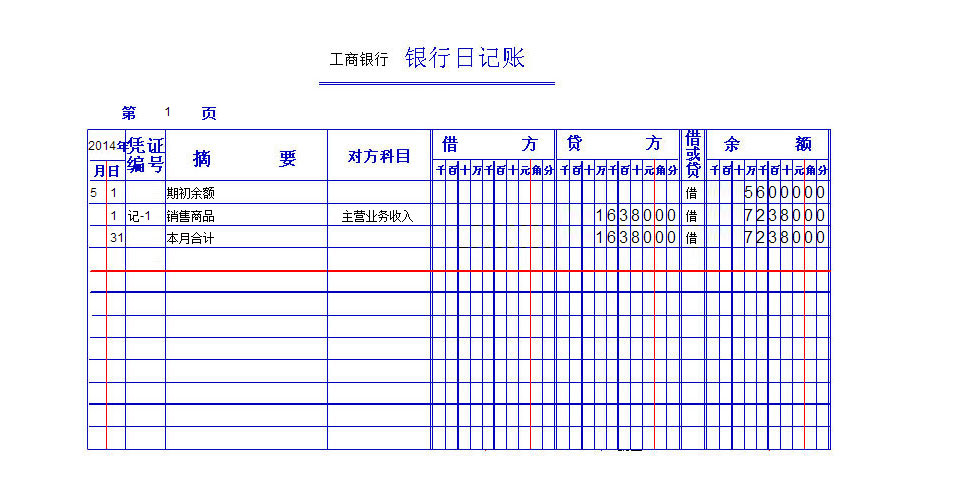 工商银行 银行日记账
第 1 页
2014年 凭证编号 摘 要 对方科目 借 方 贷 方 借或贷 余 额
月 日 千 百 十 万 千 百 十 元 角 分 千 百 十 万 千 百 十 元 角 分 千 百 十 万 千 百 十 元 角 分
5 1 期初余额 借 5600000
1 记-1 销售商品 主营业务收入 1638000 借 7238000
31 本月合计 1638000 借 7238000